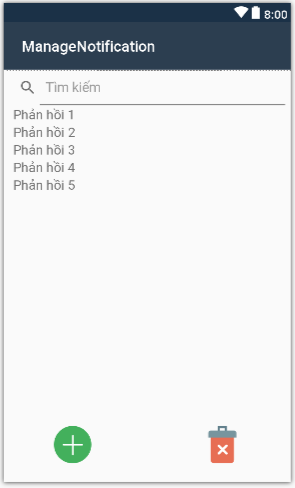 8:00
ManageNotification
Tìm kiếm
Phản hồi 1
Phản hồi 2
Phản hồi 3
Phản hồi 4
Phản hồi 5